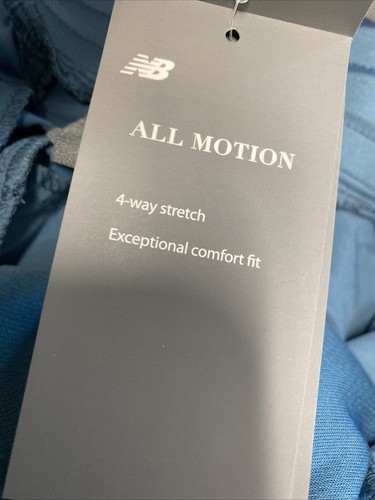 NB
ALL MOTION
4-way stretch
Exceptional comfort fit